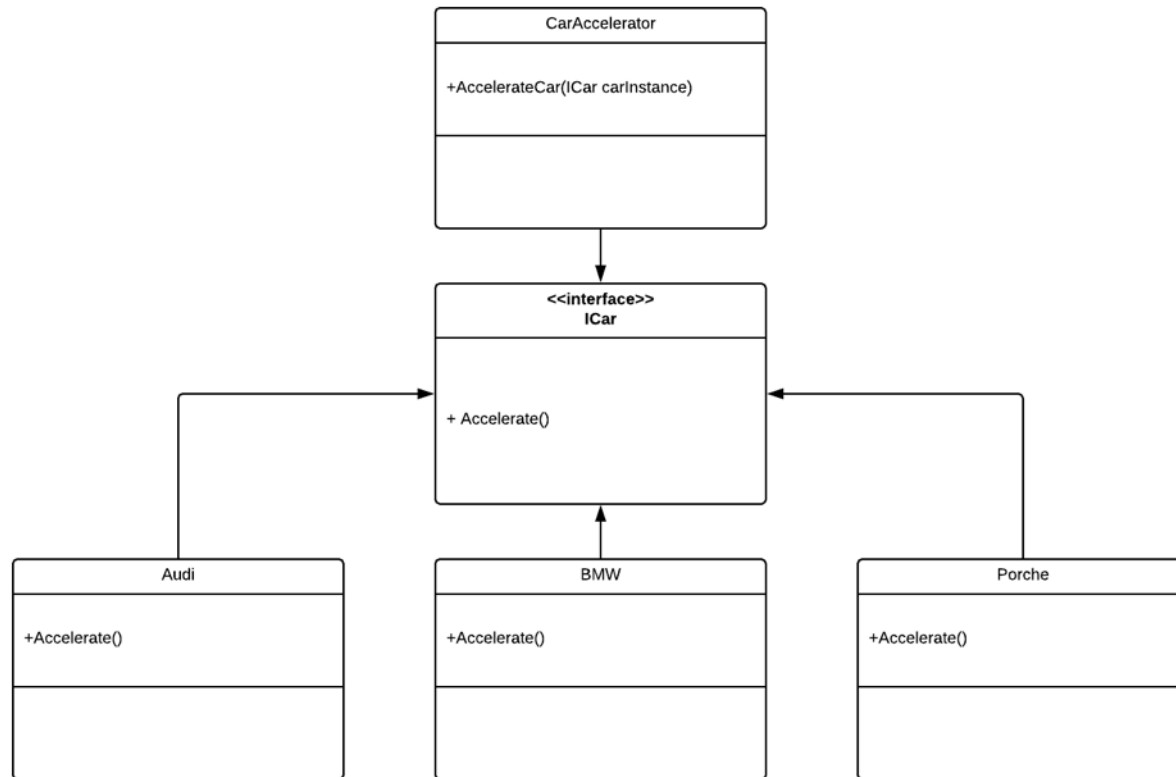 CarAccelerator
+AccelerateCar(ICar carInstance)
<<interface>>
ICar
+ Accelerate()
Audi
+Accelerate()
BMW
+Accelerate()
Porche
+Accelerate()